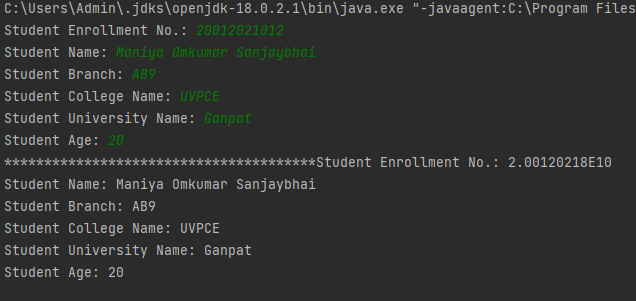 C:\Users\Admin\.jdks\openjdk-18.0.2.1\bin\java.exe "-javaagent:C:\Program Files
Student Enrollment No.: 20012021012
Student Name: Maniya Omkumar Sanjaybhai
Student Branch: AB9
Student College Name: UVPCE
Student University Name: Ganpat
Student Age: 20
***************************************Student Enrollment No.: 2.00120218E10
Student Name: Maniya Omkumar Sanjaybhai
Student Branch: AB9
Student College Name: UVPCE
Student University Name: Ganpat
Student Age: 20